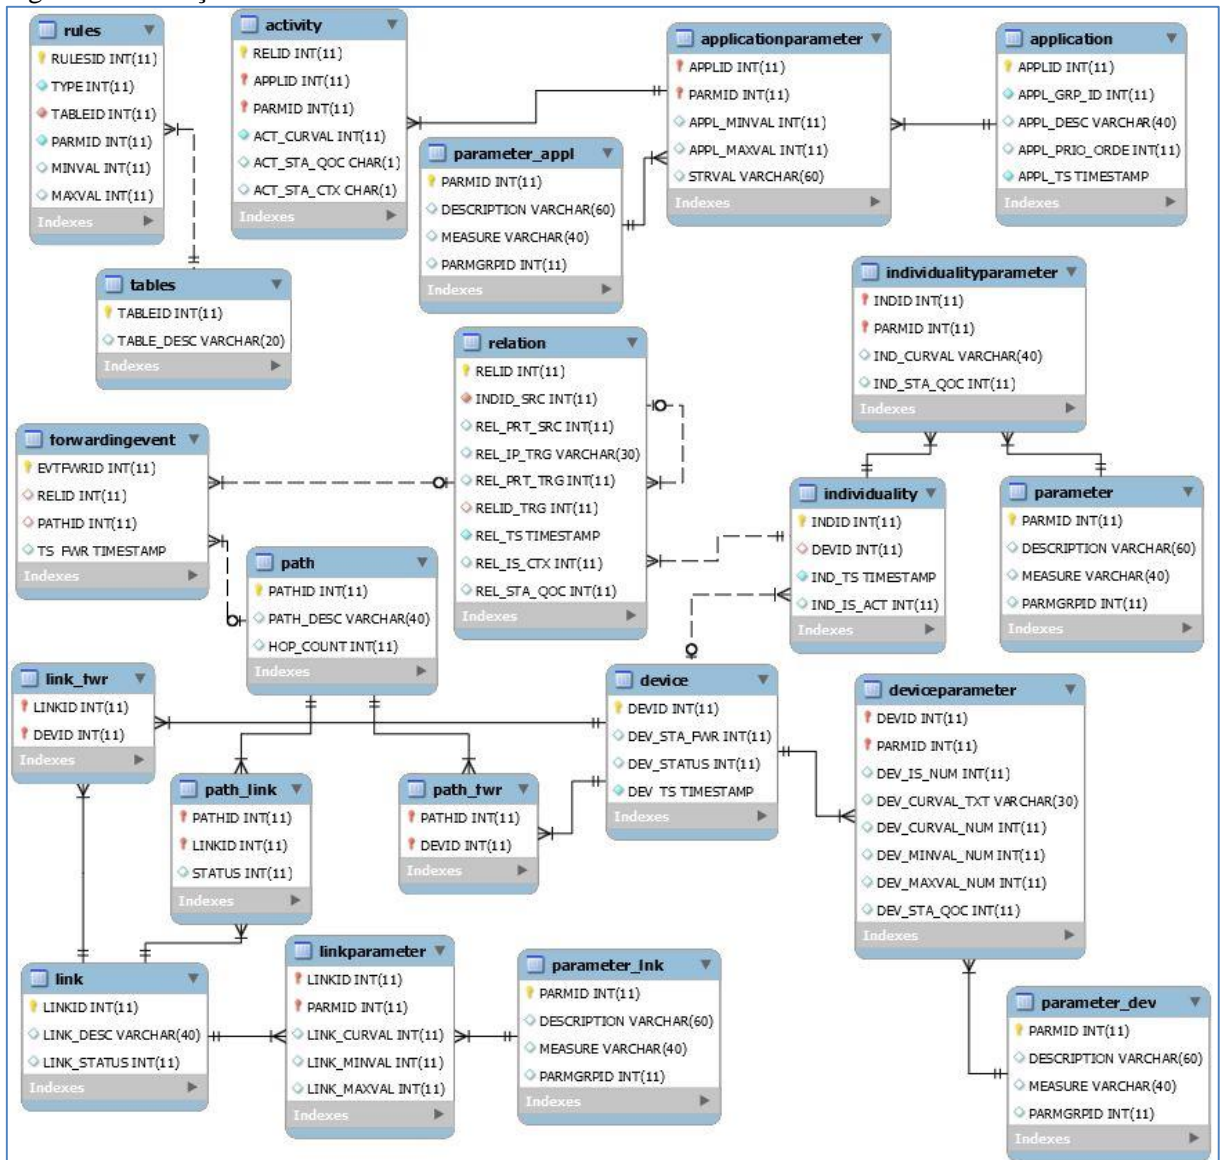 rules
RULESID INT(11)
TYPE INT(11)
TABLEID INT(11)
PARMID INT(11)
MINVAL INT(11)
MAXVAL INT(11)
Indexes
activity
RELID INT(11)
APPLID INT(11)
PARMID INT(11)
ACT_CURVAL INT(11)
ACT_STA_QOC CHAR(1)
ACT_STA_CTX CHAR(1)
Indexes
applicationparameter
APPLID INT(11)
PARMID INT(11)
APPL_MINVAL INT(11)
APPL_MAXVAL INT(11)
STRVAL VARCHAR(60)
Indexes
application
APPLID INT(11)
APPL_GRP_ID INT(11)
APPL_DESC VARCHAR(40)
APPL_PRIO_ORDE INT(11)
APPL_TS TIMESTAMP
Indexes
parameter_appl
PARMID INT(11)
DESCRIPTION VARCHAR(60)
MEASURE VARCHAR(40)
PARMGRPID INT(11)
Indexes
tables
TABLEID INT(11)
TABLE_DESC VARCHAR(20)
Indexes
individualityparameter
INDID INT(11)
PARMID INT(11)
IND_CURVAL VARCHAR(40)
IND_STA_QOC INT(11)
Indexes
relation
RELID INT(11)
INDID_SRC INT(11)
REL_PRT_SRC INT(11)
REL_IP_TRG VARCHAR(30)
REL_PRT_TRG INT(11)
RELID_TRG INT(11)
REL_TS TIMESTAMP
REL_IS_CTX INT(11)
REL_STA_QOC INT(11)
Indexes
forwardingevent
EVTFWRID INT(11)
RELID INT(11)
PATHID INT(11)
TS_FWR TIMESTAMP
Indexes
individuality
INDID INT(11)
DEVID INT(11)
IND_TS TIMESTAMP
IND_IS_ACT INT(11)
Indexes
parameter
PARMID INT(11)
DESCRIPTION VARCHAR(60)
MEASURE VARCHAR(40)
PARMGRPID INT(11)
Indexes
path
PATHID INT(11)
PATH_DESC VARCHAR(40)
HOP_COUNT INT(11)
Indexes
link_fwr
LINKID INT(11)
DEVID INT(11)
Indexes
device
DEVID INT(11)
DEV_STA_FWR INT(11)
DEV_STATUS INT(11)
DEV_TS TIMESTAMP
Indexes
deviceparameter
DEVID INT(11)
PARMID INT(11)
DEV_IS_NUM INT(11)
DEV_CURVAL_TXT VARCHAR(30)
DEV_CURVAL_NUM INT(11)
DEV_MINVAL_NUM INT(11)
DEV_MAXVAL_NUM INT(11)
DEV_STA_QOC INT(11)
Indexes
path_link
PATHID INT(11)
LINKID INT(11)
STATUS INT(11)
Indexes
path_fwr
PATHID INT(11)
DEVID INT(11)
Indexes
link
LINKID INT(11)
LINK_DESC VARCHAR(40)
LINK_STATUS INT(11)
Indexes
linkparameter
LINKID INT(11)
PARMID INT(11)
LINK_CURVAL INT(11)
LINK_MINVAL INT(11)
LINK_MAXVAL INT(11)
Indexes
parameter_lnk
PARMID INT(11)
DESCRIPTION VARCHAR(60)
MEASURE VARCHAR(40)
PARMGRPID INT(11)
Indexes
parameter_dev
PARMID INT(11)
DESCRIPTION VARCHAR(60)
MEASURE VARCHAR(40)
PARMGRPID INT(11)
Indexes